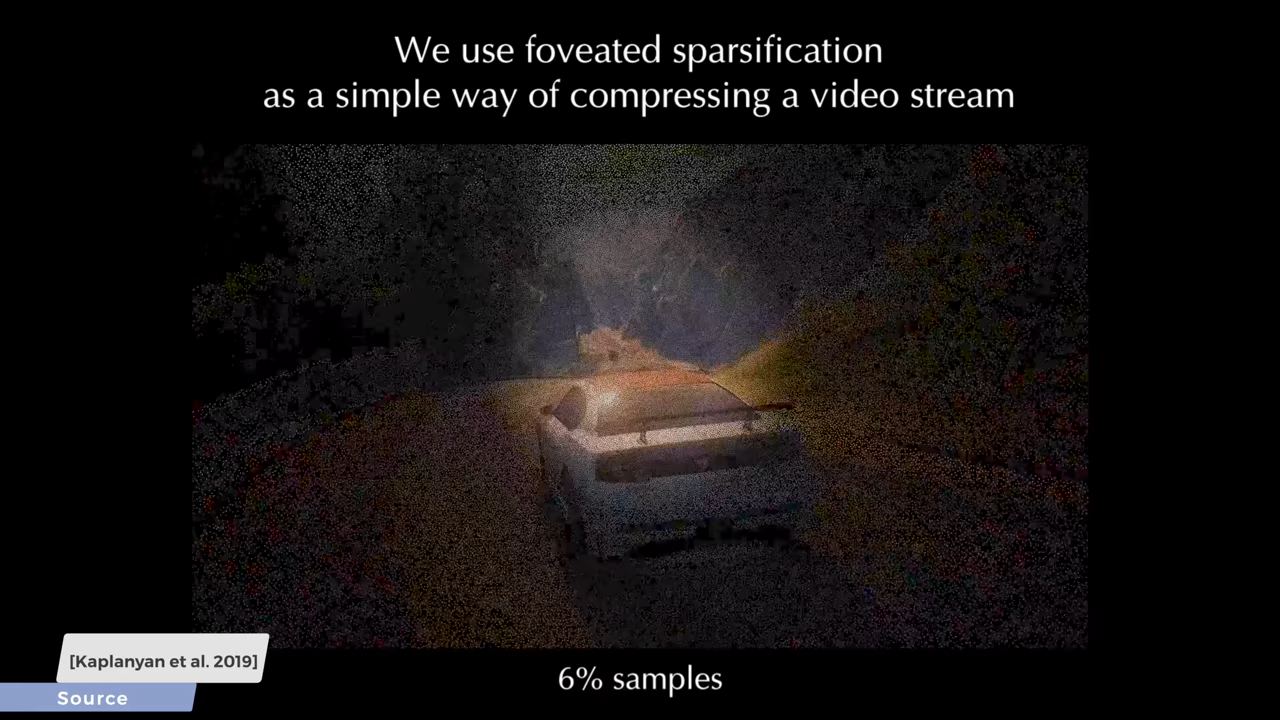 We use foveated sparsification
as a simple way of compressing a video stream
6% samples
[Kaplanyan et al. 2019]
Source